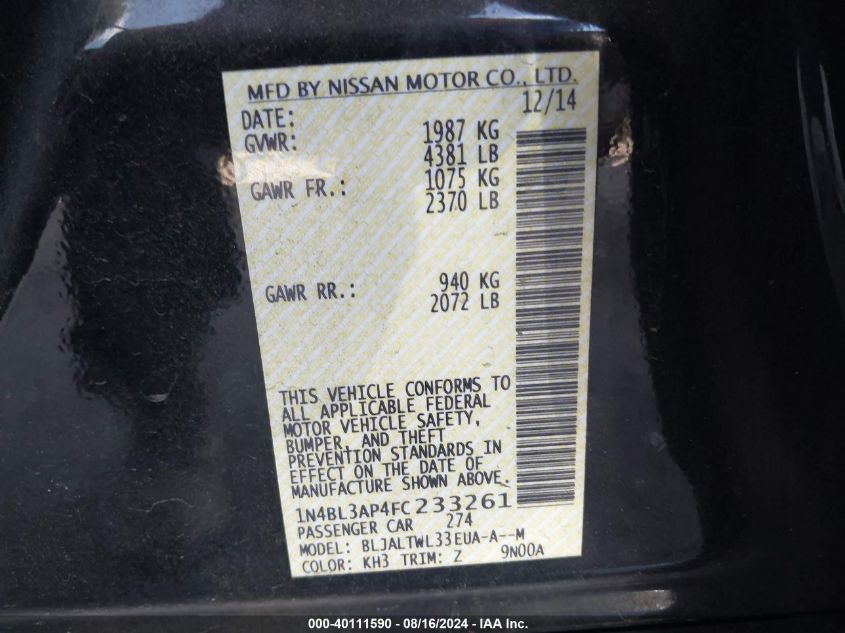 MFD BY NISSAN MOTOR CO., LTD.
DATE: 12/14
GVWR: 1987 KG
4381 LB
GAWR FR.: 1075 KG
2370 LB
GAWR RR.: 940 KG
2072 LB
THIS VEHICLE CONFORMS TO
ALL APPLICABLE FEDERAL
MOTOR VEHICLE SAFETY,
BUMPER, AND THEFT
PREVENTION STANDARDS IN
EFFECT ON THE DATE OF
MANUFACTURE SHOWN ABOVE.
1N4BL3AP4FC233261
PASSENGER CAR 274
MODEL: BLJALTWL33EUA-A--M
COLOR: KH3 TRIM: Z 9N00A
000-40111590 - 08/16/2024 - IAA Inc.